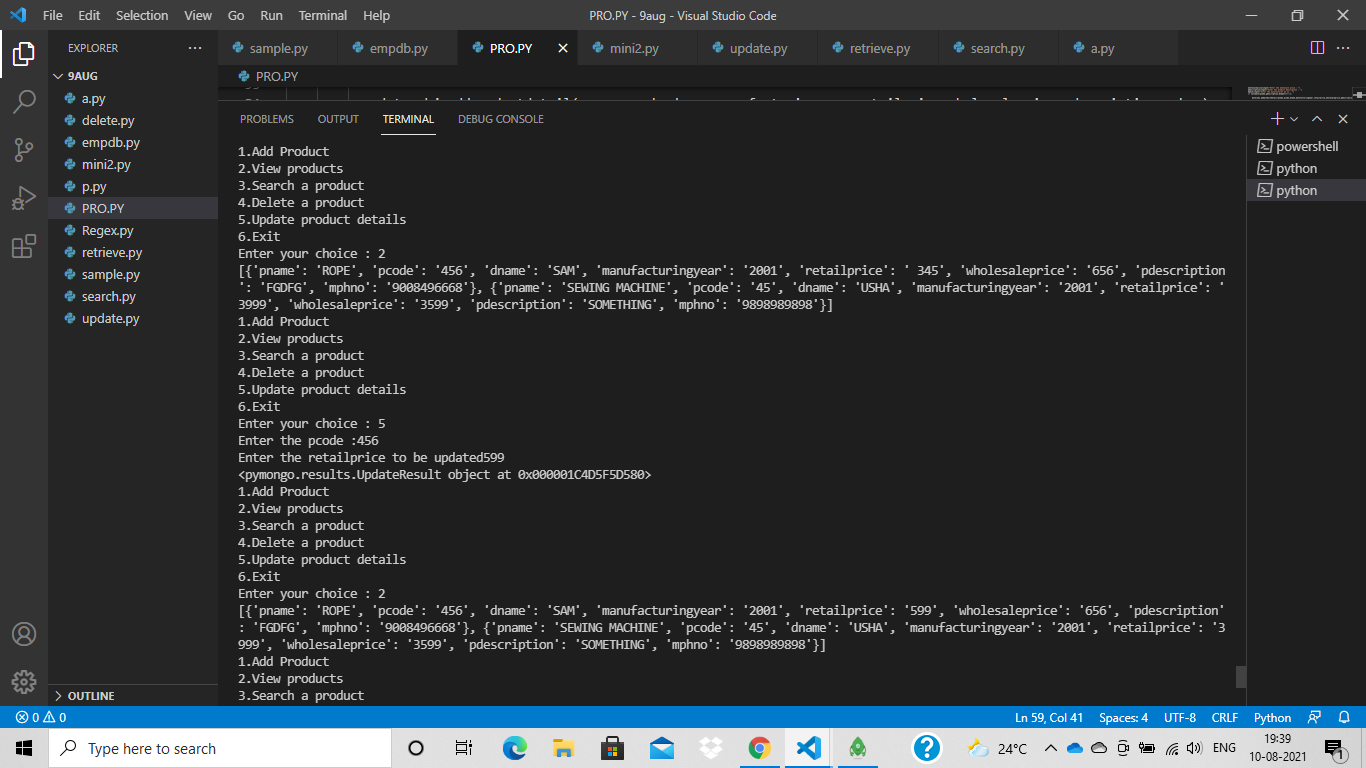 File Edit Selection View Go Run Terminal Help PRO.PY - 9aug - Visual Studio Code
EXPLORER ···
sample.py empdb.py PRO.PY mini2.py update.py retrieve.py search.py a.py
9AUG
a.py
delete.py
empdb.py
mini2.py
p.py
PRO.PY
Regex.py
retrieve.py
sample.py
search.py
update.py
OUTLINE
PRO.PY
PROBLEMS OUTPUT TERMINAL DEBUG CONSOLE
1.Add Product
2.View products
3.Search a product
4.Delete a product
5.Update product details
6.Exit
Enter your choice : 2
[{'pname': 'ROPE', 'pcode': '456', 'dname': 'SAM', 'manufacturingyear': '2001', 'retailprice': ' 345', 'wholesaleprice': '656', 'pdescription
': 'FGDFG', 'mphno': '9008496668'}, {'pname': 'SEWING MACHINE', 'pcode': '45', 'dname': 'USHA', 'manufacturingyear': '2001', 'retailprice': '
3999', 'wholesaleprice': '3599', 'pdescription': 'SOMETHING', 'mphno': '9898989898'}]
1.Add Product
2.View products
3.Search a product
4.Delete a product
5.Update product details
6.Exit
Enter your choice : 5
Enter the pcode :456
Enter the retailprice to be updated599
<pymongo.results.UpdateResult object at 0x000001C4D5F5D580>
1.Add Product
2.View products
3.Search a product
4.Delete a product
5.Update product details
6.Exit
Enter your choice : 2
[{'pname': 'ROPE', 'pcode': '456', 'dname': 'SAM', 'manufacturingyear': '2001', 'retailprice': '599', 'wholesaleprice': '656', 'pdescription'
: 'FGDFG', 'mphno': '9008496668'}, {'pname': 'SEWING MACHINE', 'pcode': '45', 'dname': 'USHA', 'manufacturingyear': '2001', 'retailprice': '3
999', 'wholesaleprice': '3599', 'pdescription': 'SOMETHING', 'mphno': '9898989898'}]
1.Add Product
2.View products
3.Search a product
powershell
python
python
0 0
Ln 59, Col 41 Spaces: 4 UTF-8 CRLF Python
Type here to search
24°C ENG
19:39
10-08-2021
1